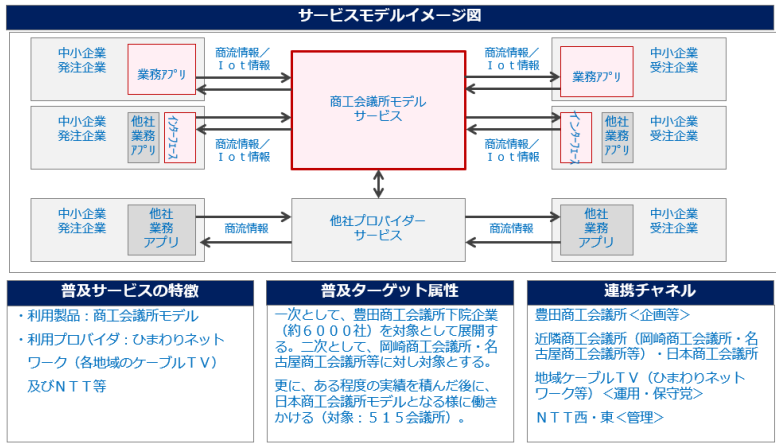 サービスモデルイメージ図
中小企業
発注企業
業務ｱﾌﾟﾘ
商流情報／
Ｉｏｔ情報
商工会議所モデル
サービス
商流情報／
Ｉｏｔ情報
業務ｱﾌﾟﾘ
中小企業
受注企業
中小企業
発注企業
他社
業務
ｱﾌﾟﾘ
ｲﾝﾀｰﾌｪｰｽ
商流情報／
Ｉｏｔ情報
商流情報／
Ｉｏｔ情報
インターフェース
他社
業務
ｱﾌﾟﾘ
中小企業
受注企業
中小企業
発注企業
他社
業務
アプリ
商流情報
他社プロバイダー
サービス
商流情報
他社
業務
アプリ
中小企業
受注企業
普及サービスの特徴
・利用製品：商工会議所モデル
・利用プロバイダ：ひまわりネット
ワーク（各地域のケーブルＴＶ）
及びＮＴＴ等
普及ターゲット属性
一次として、豊田商工会議所下院企業
（約６０００社）を対象として展開す
る。二次として、岡崎商工会議所・名
古屋商工会議所等に対し対象とする。
更に、ある程度の実績を積んだ後に、
日本商工会議所モデルとなる様に働き
かける（対象：５１５会議所）。
連携チャネル
豊田商工会議所＜企画等＞
近隣商工会議所（岡崎商工会議所・名
古屋商工会議所等）・日本商工会議所
地域ケーブルＴＶ（ひまわりネット
ワーク等）＜運用・保守党＞
ＮＴＴ西・東＜管理＞